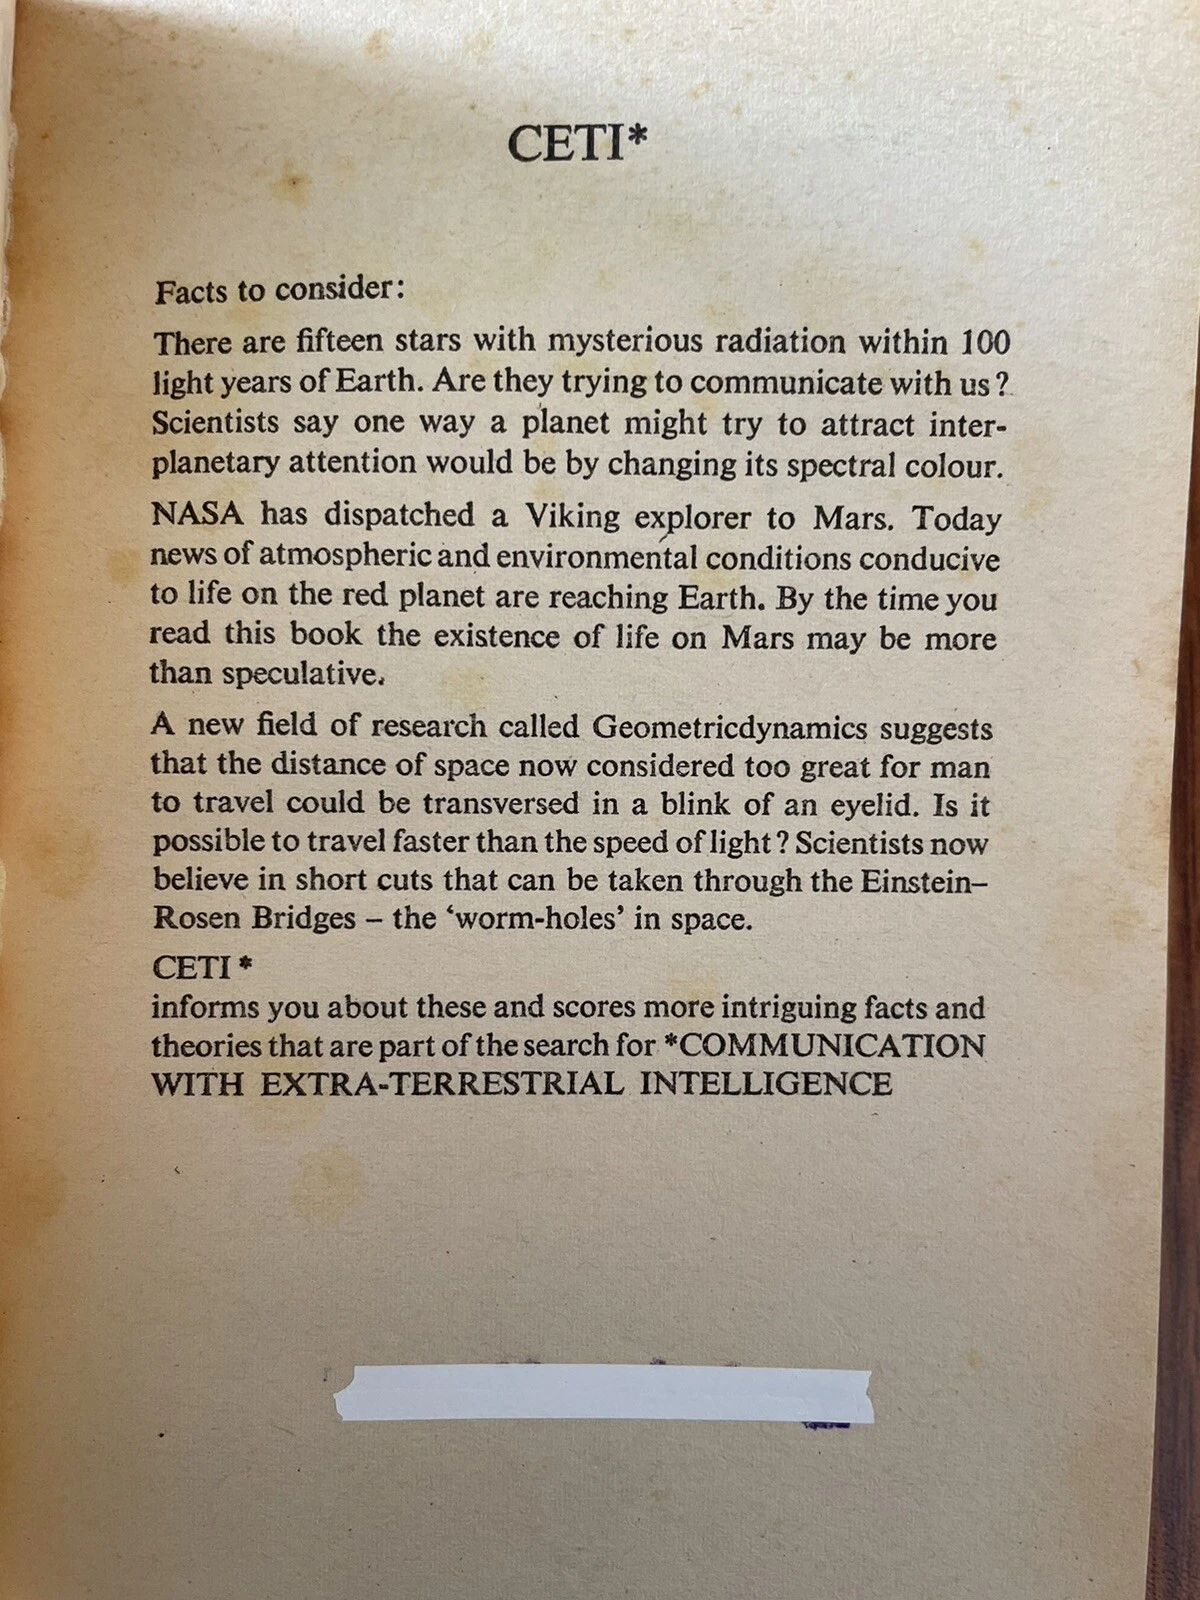 CETI*
Facts to consider:
There are fifteen stars with mysterious radiation within 100
light years of Earth. Are they trying to communicate with us?
Scientists say one way a planet might try to attract inter-
planetary attention would be by changing its spectral colour.
NASA has dispatched a Viking explorer to Mars. Today
news of atmospheric and environmental conditions conducive
to life on the red planet are reaching Earth. By the time you
read this book the existence of life on Mars may be more
than speculative.
A new field of research called Geometricdynamics suggests
that the distance of space now considered too great for man
to travel could be transversed in a blink of an eyelid. Is it
possible to travel faster than the speed of light? Scientists now
believe in short cuts that can be taken through the Einstein–
Rosen Bridges – the ‘worm-holes’ in space.
CETI *
informs you about these and scores more intriguing facts and
theories that are part of the search for *COMMUNICATION
WITH EXTRA-TERRESTRIAL INTELLIGENCE